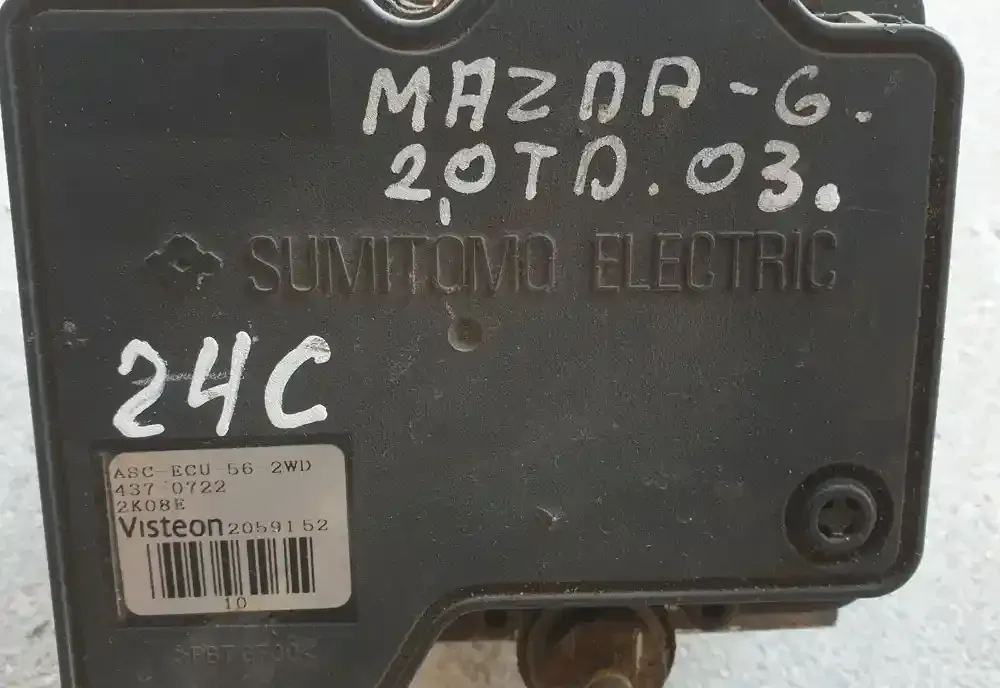 MAZDA-6.
2,0TD.03.
SUMITOMO ELECTRIC
24C
ASC-ECU 56 2WD
437 0722
2K08E
Visteon 2059152
10